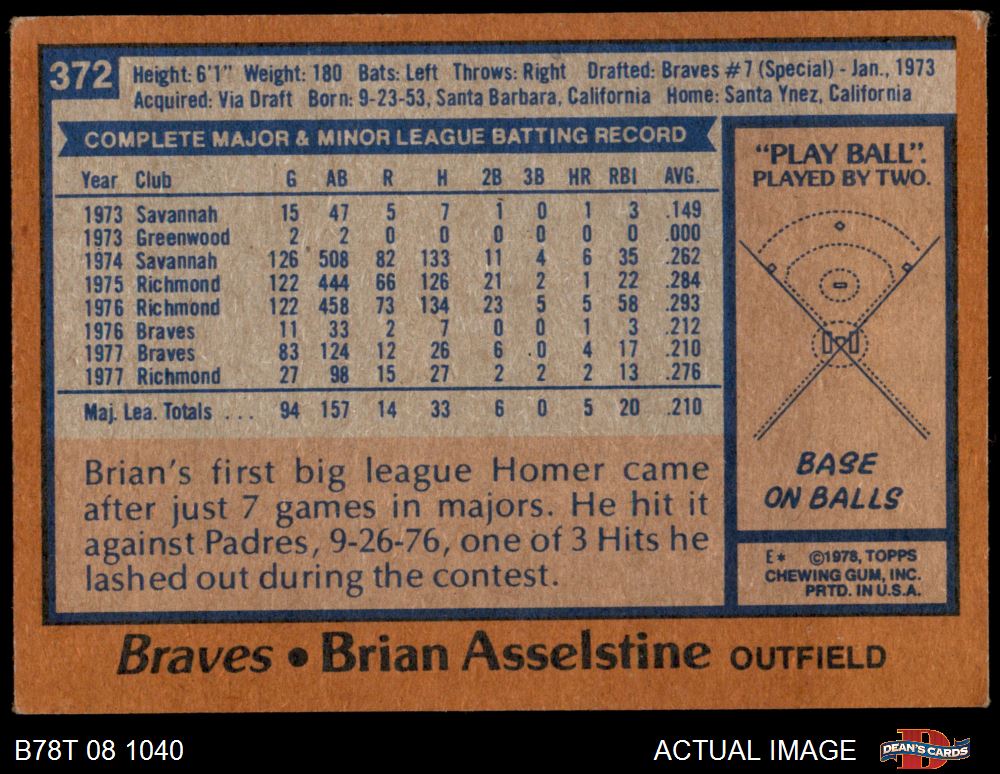 372
Height: 6'1" Weight: 180 Bats: Left Throws: Right Drafted: Braves #7 (Special) - Jan., 1973
Acquired: Via Draft Born: 9-23-53, Santa Barbara, California Home: Santa Ynez, California
COMPLETE MAJOR & MINOR LEAGUE BATTING RECORD
Year Club G AB R H 2B 3B HR RBI AVG.
1973 Savannah 15 47 5 7 1 0 1 3 .149
1973 Greenwood 2 2 0 0 0 0 0 0 .000
1974 Savannah 126 508 82 133 11 4 6 35 .262
1975 Richmond 122 444 66 126 21 2 1 22 .284
1976 Richmond 122 458 73 134 23 5 5 58 .293
1976 Braves 11 33 2 7 0 0 1 3 .212
1977 Braves 83 124 12 26 6 0 4 17 .210
1977 Richmond 27 98 15 27 2 2 2 13 .276
Maj. Lea. Totals ... 94 157 14 33 6 0 5 20 .210
Brian's first big league Homer came
after just 7 games in majors. He hit it
against Padres, 9-26-76, one of 3 Hits he
lashed out during the contest.
"PLAY BALL".
PLAYED BY TWO.
BASE
ON BALLS
E* ©1978, TOPPS
CHEWING GUM, INC.
PRTD. IN U.S.A.
Braves • Brian Asselstine OUTFIELD
B78T 08 1040
ACTUAL IMAGE
DEAN'S CARDS